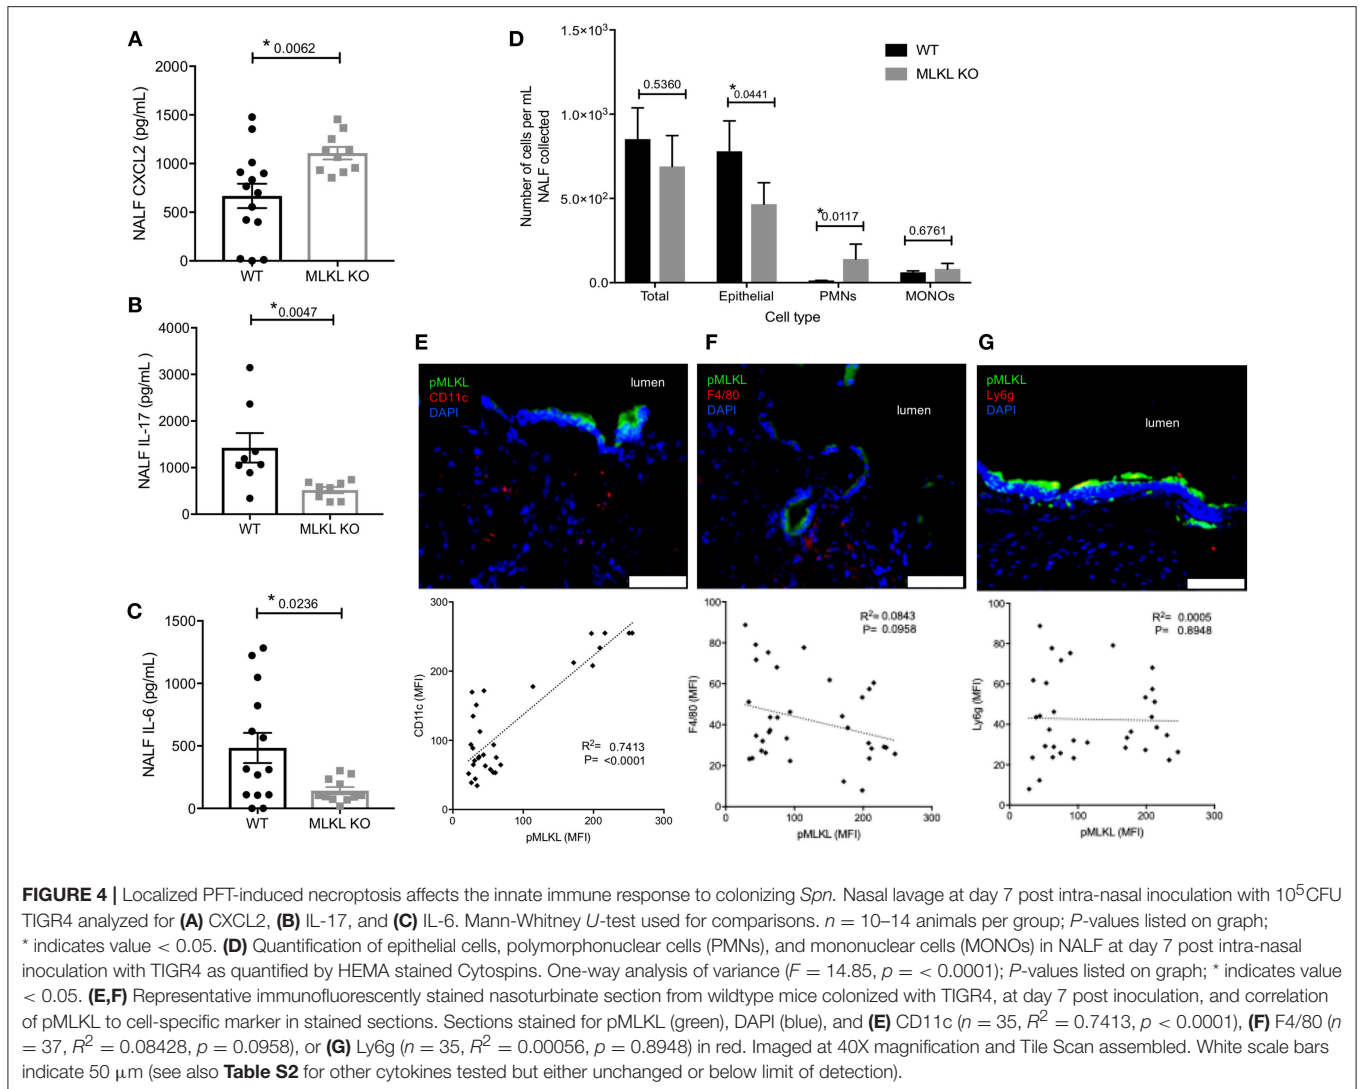 A
* 0.0062
2000
1500
1000
500
0
NALF CXCL2 (pg/mL)
WT
MLKL KO
B
* 0.0047
4000
3000
2000
1000
0
NALF IL-17 (pg/mL)
WT
MLKL KO
C
* 0.0236
1500
1000
500
0
NALF IL-6 (pg/mL)
WT
MLKL KO
D
1.5×10³
1.0×10³
5.0×10²
0.0
Number of cells per mL
NALF collected
WT
MLKL KO
0.5360
* 0.0441
* 0.0117
0.6761
Total
Epithelial
PMNs
MONOs
Cell type
E
pMLKL
CD11c
DAPI
lumen
300
200
100
0
CD11c (MFI)
R²= 0.7413
P= <0.0001
0
100
200
300
pMLKL (MFI)
F
pMLKL
F4/80
DAPI
lumen
100
80
60
40
20
0
F4/80 (MFI)
R²= 0.0843
P= 0.0958
0
100
200
300
pMLKL (MFI)
G
pMLKL
Ly6g
DAPI
lumen
100
80
60
40
20
0
Ly6g (MFI)
R²= 0.0005
P= 0.8948
0
100
200
300
pMLKL (MFI)
FIGURE 4 | Localized PFT-induced necroptosis affects the innate immune response to colonizing Spn. Nasal lavage at day 7 post intra-nasal inoculation with 10⁵CFU
TIGR4 analyzed for (A) CXCL2, (B) IL-17, and (C) IL-6. Mann-Whitney U-test used for comparisons. n = 10–14 animals per group; P-values listed on graph;
* indicates value < 0.05. (D) Quantification of epithelial cells, polymorphonuclear cells (PMNs), and mononuclear cells (MONOs) in NALF at day 7 post intra-nasal
inoculation with TIGR4 as quantified by HEMA stained Cytospins. One-way analysis of variance (F = 14.85, p = < 0.0001); P-values listed on graph; * indicates value
< 0.05. (E,F) Representative immunofluorescently stained nasoturbinate section from wildtype mice colonized with TIGR4, at day 7 post inoculation, and correlation
of pMLKL to cell-specific marker in stained sections. Sections stained for pMLKL (green), DAPI (blue), and (E) CD11c (n = 35, R² = 0.7413, p < 0.0001), (F) F4/80 (n
= 37, R² = 0.08428, p = 0.0958), or (G) Ly6g (n = 35, R² = 0.00056, p = 0.8948) in red. Imaged at 40X magnification and Tile Scan assembled. White scale bars
indicate 50 μm (see also Table S2 for other cytokines tested but either unchanged or below limit of detection).